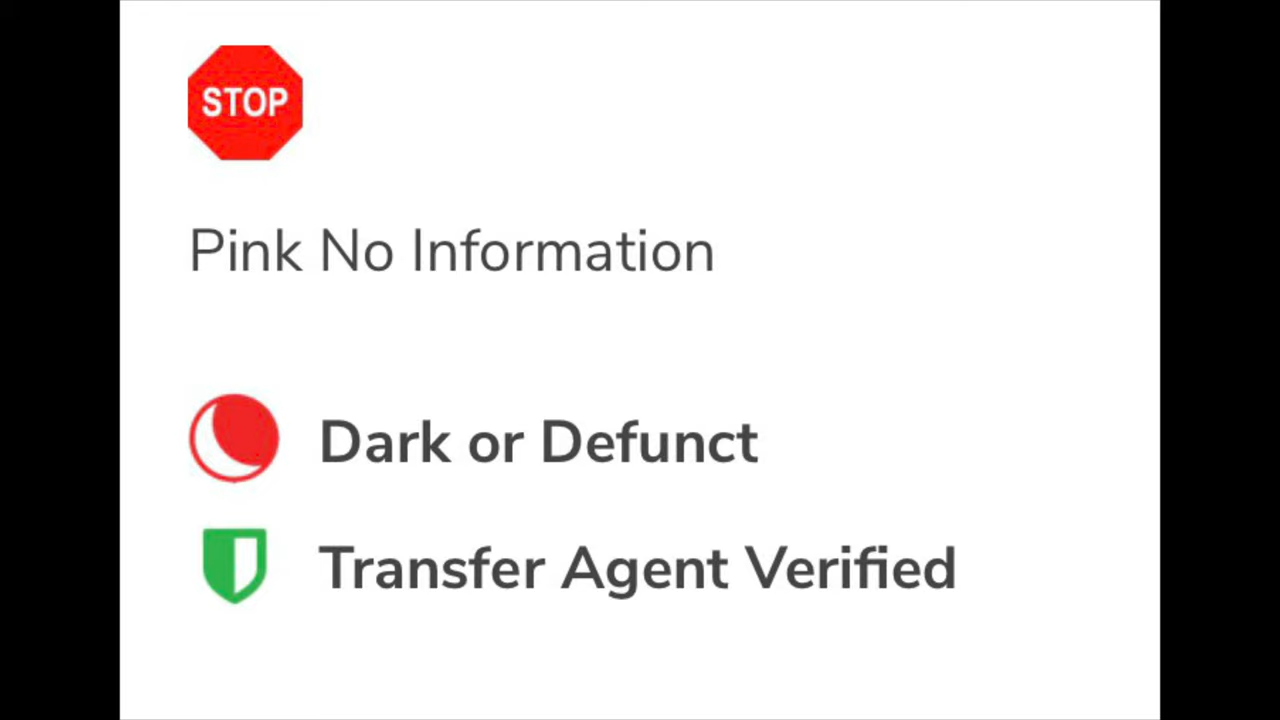 STOP
Pink No Information
Dark or Defunct
Transfer Agent Verified